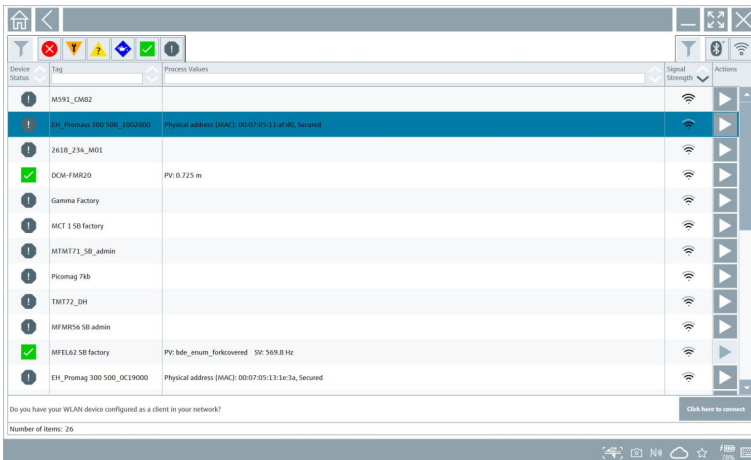 Device Status
Tag
Process Values
Signal Strength
Actions
M591_CM82
EH_Promass 300 500_1002000 Physical address (MAC): 00:07:05:11:af:d0, Secured
2618_234_M01
DCM-FMR20 PV: 0.725 m
Gamma Factory
MCT 1 SB factory
MTMT71_SB_admin
Picomag 7kb
TMT72_DH
MFMR56 SB admin
MFEL62 SB factory PV: bde_enum_forkcovered SV: 569.8 Hz
EH_Promag 300 500_0C19000 Physical address (MAC): 00:07:05:13:1e:3a, Secured
Do you have your WLAN device configured as a client in your network? Click here to connect
Number of items: 26
78%